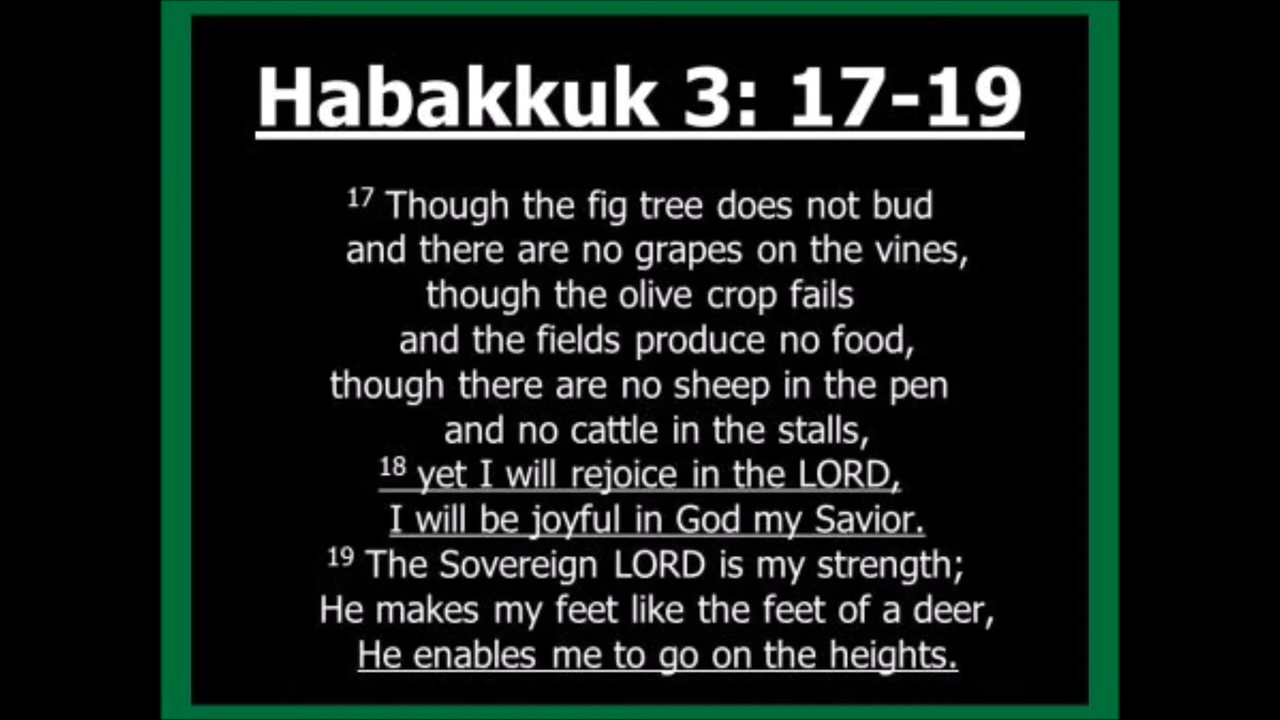 Habakkuk 3: 17-19
17 Though the fig tree does not bud
and there are no grapes on the vines,
though the olive crop fails
and the fields produce no food,
though there are no sheep in the pen
and no cattle in the stalls,
18 yet I will rejoice in the LORD,
I will be joyful in God my Savior.
19 The Sovereign LORD is my strength;
He makes my feet like the feet of a deer,
He enables me to go on the heights.